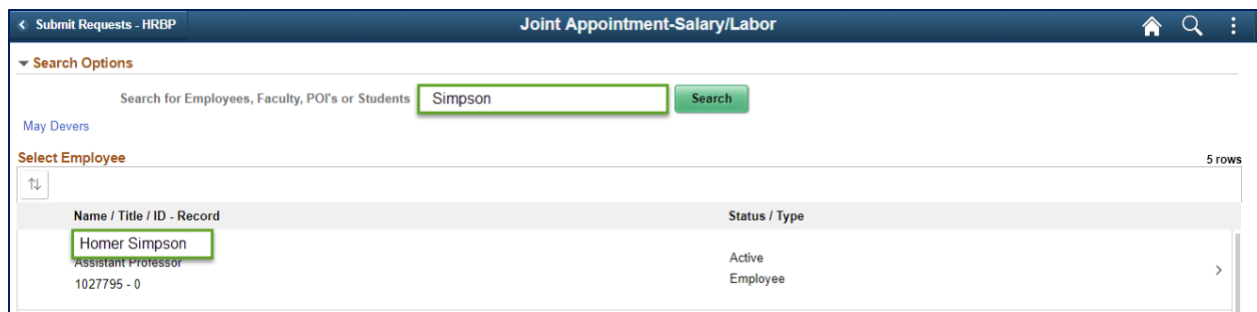 Submit Requests - HRBP
Joint Appointment-Salary/Labor
Search Options
Search for Employees, Faculty, POI's or Students
Simpson
Search
May Devers
Select Employee
5 rows
Name / Title / ID - Record
Status / Type
Homer Simpson
Assistant Professor
1027795 - 0
Active
Employee